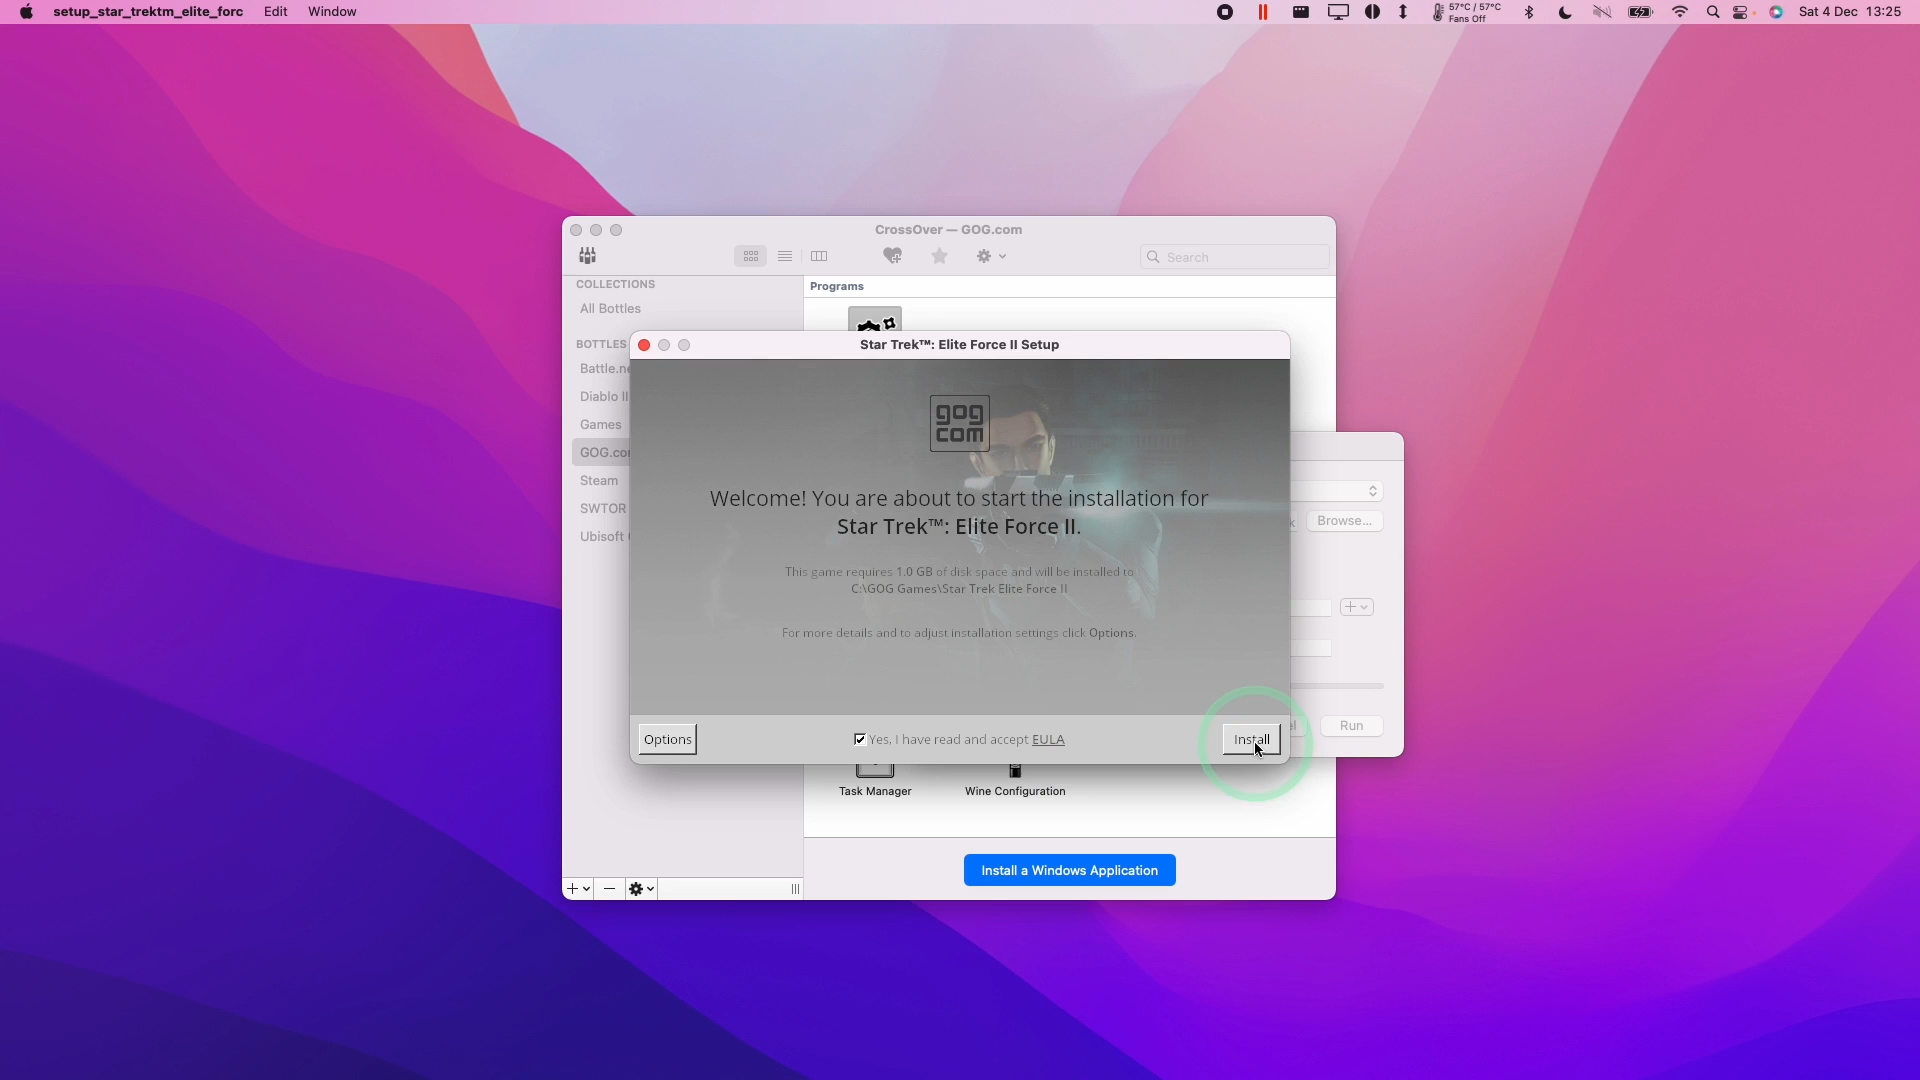 setup_star_trektm_elite_forc Edit Window
57°C / 57°C
Fans Off
Sat 4 Dec 13:25
CrossOver — GOG.com
Search
COLLECTIONS
All Bottles
BOTTLES
Battle.ne
Diablo II
Games
GOG.co
Steam
SWTOR
Ubisoft
Programs
Star Trek™: Elite Force II Setup
gog
com
Welcome! You are about to start the installation for
Star Trek™: Elite Force II.
This game requires 1.0 GB of disk space and will be installed to
C:\GOG Games\Star Trek Elite Force II
For more details and to adjust installation settings click Options.
Options
Yes, I have read and accept EULA
Install
Browse...
Run
Task Manager
Wine Configuration
Install a Windows Application